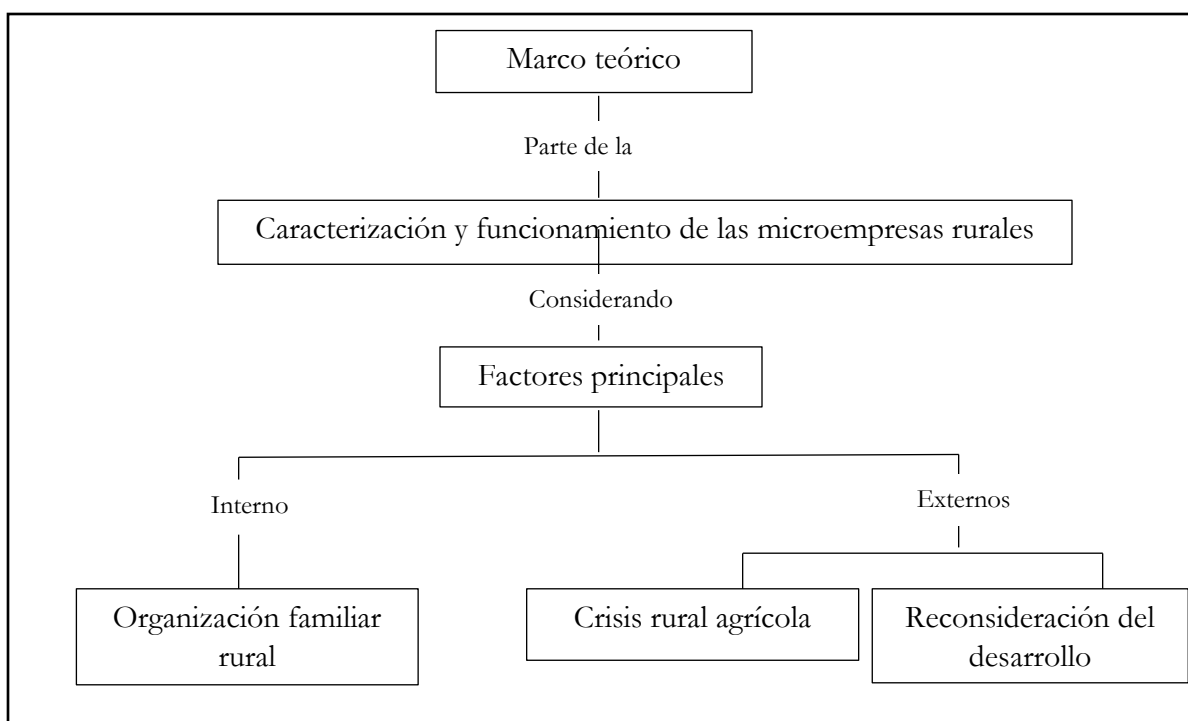 Marco teórico
Parte de la
Caracterización y funcionamiento de las microempresas rurales
Considerando
Factores principales
Interno
Externos
Organización familiar
rural
Crisis rural agrícola
Reconsideración del
desarrollo